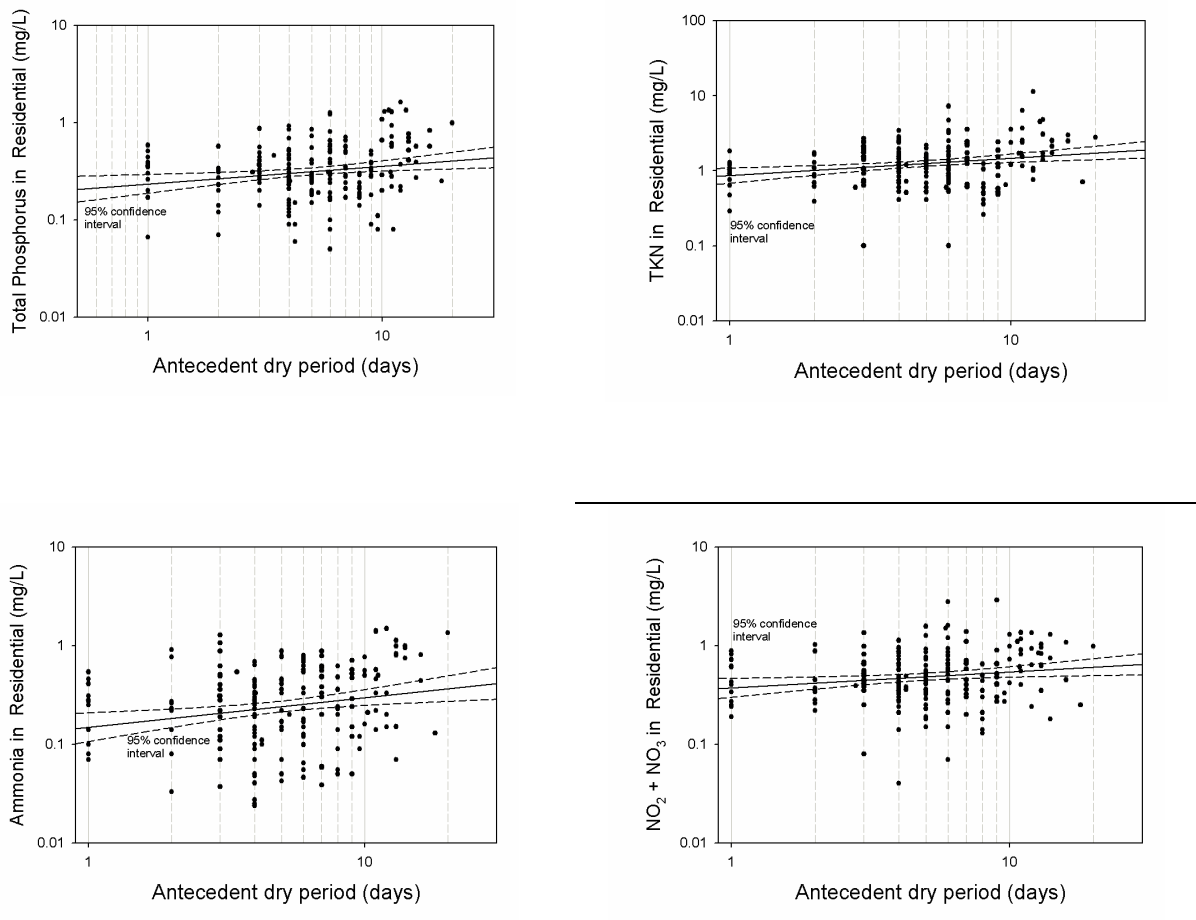 10
1
0.1
0.01
Total Phosphorus in Residential (mg/L)
95% confidence
interval
1
10
Antecedent dry period (days)
100
10
1
0.1
0.01
TKN in Residential (mg/L)
95% confidence
interval
1
10
Antecedent dry period (days)
10
1
0.1
0.01
Ammonia in Residential (mg/L)
95% confidence
interval
1
10
Antecedent dry period (days)
10
1
0.1
0.01
NO2 + NO3 in Residential (mg/L)
95% confidence
interval
1
10
Antecedent dry period (days)